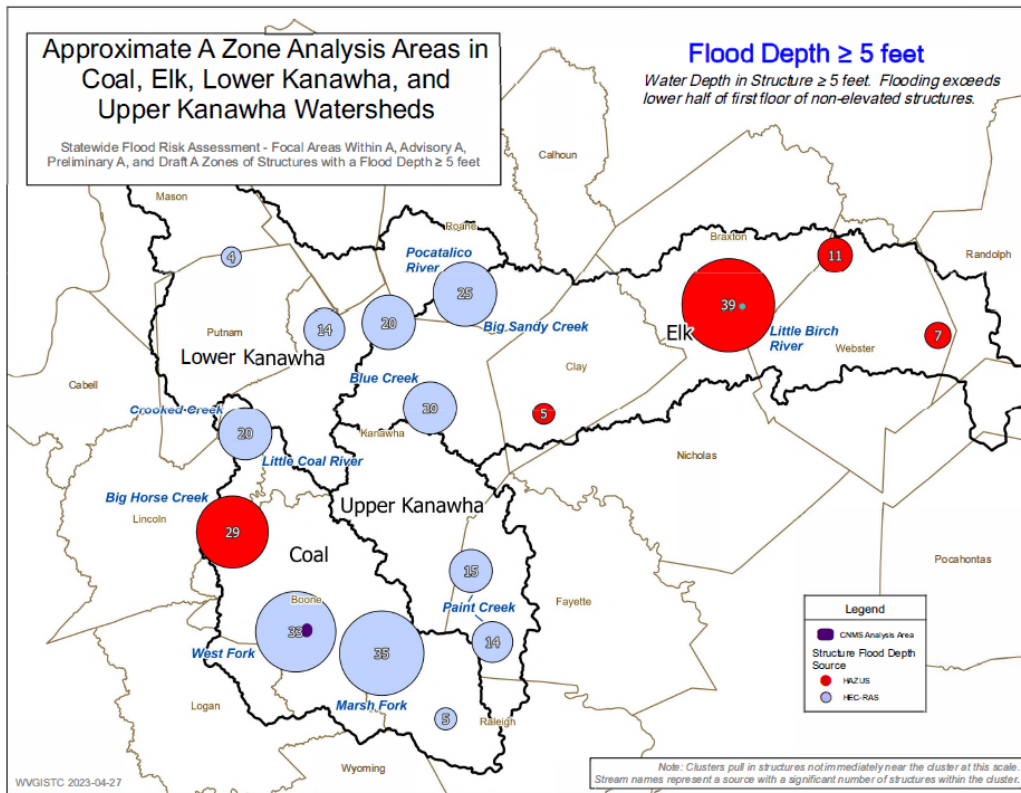 Approximate A Zone Analysis Areas in
Coal, Elk, Lower Kanawha, and
Upper Kanawha Watersheds
Statewide Flood Risk Assessment - Focal Areas Within A, Advisory A,
Preliminary A, and Draft A Zones of Structures with a Flood Depth ≥ 5 feet
Flood Depth ≥ 5 feet
Water Depth in Structure ≥ 5 feet. Flooding exceeds
lower half of first floor of non-elevated structures.
Calhoun
Mason
Roane
Braxton
Randolph
Pocatalico
River
4
11
25
39
14
20
Putnam
Big Sandy Creek
Elk
Little Birch
River
7
Lower Kanawha
Webster
Clay
Cabell
Blue Creek
Crooked Creek
20
5
Kanawha
20
Nicholas
Little Coal River
Big Horse Creek
Upper Kanawha
Lincoln
29
Coal
Pocahontas
15
Boone
Paint Creek
Fayette
33
14
West Fork
35
Marsh Fork
Logan
5
Raleigh
Wyoming
Legend
CNMS Analysis Area
Structure Flood Depth
Source
HAZUS
HEC-RAS
WVGISTC 2023-04-27
Note: Clusters pull in structures not immediately near the cluster at this scale.
Stream names represent a source with a significant number of structures within the cluster.